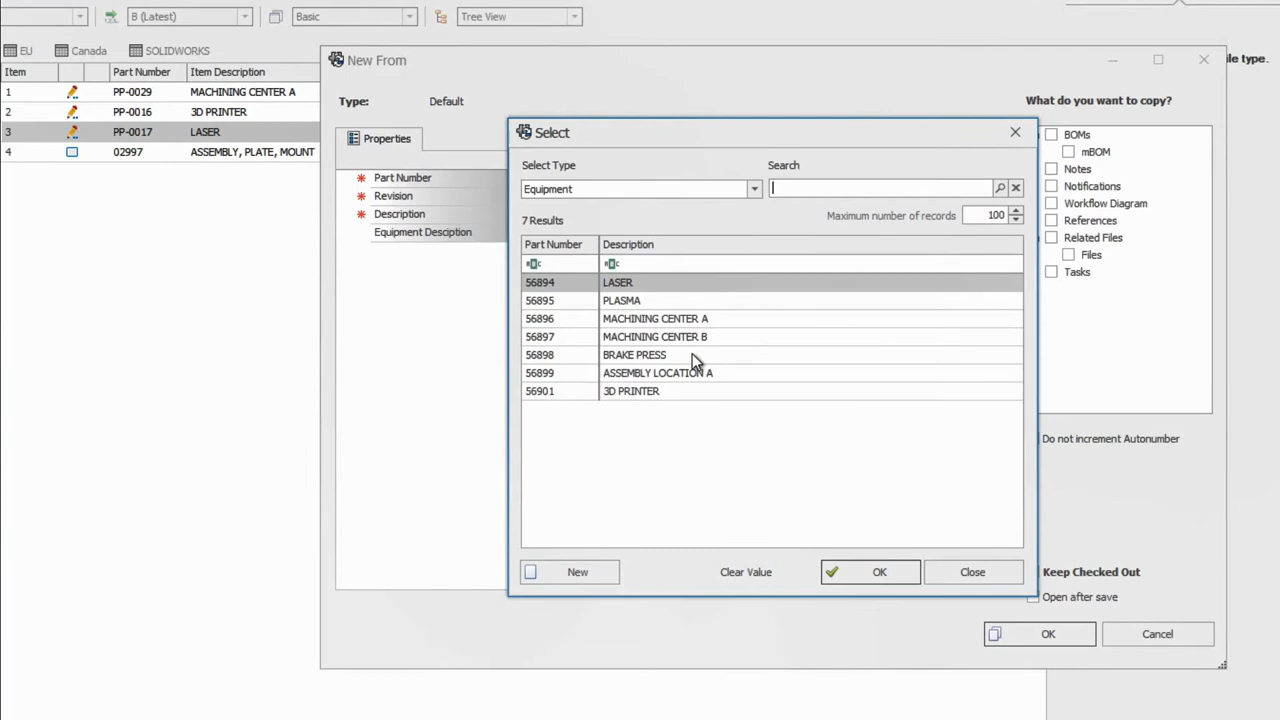 B (Latest)
Basic
Tree View
EU
Canada
SOLIDWORKS
Item
Part Number
Item Description
1
PP-0029
MACHINING CENTER A
2
PP-0016
3D PRINTER
3
PP-0017
LASER
4
02997
ASSEMBLY, PLATE, MOUNT
New From
Type:
Default
Properties
Part Number
Revision
Description
Equipment Desciption
Select
Select Type
Search
Equipment
7 Results
Maximum number of records
100
Part Number
Description
56894
LASER
56895
PLASMA
56896
MACHINING CENTER A
56897
MACHINING CENTER B
56898
BRAKE PRESS
56899
ASSEMBLY LOCATION A
56901
3D PRINTER
New
Clear Value
OK
Close
type.
What do you want to copy?
BOMs
mBOM
Notes
Notifications
Workflow Diagram
References
Related Files
Files
Tasks
Do not increment Autonumber
Keep Checked Out
Open after save
OK
Cancel